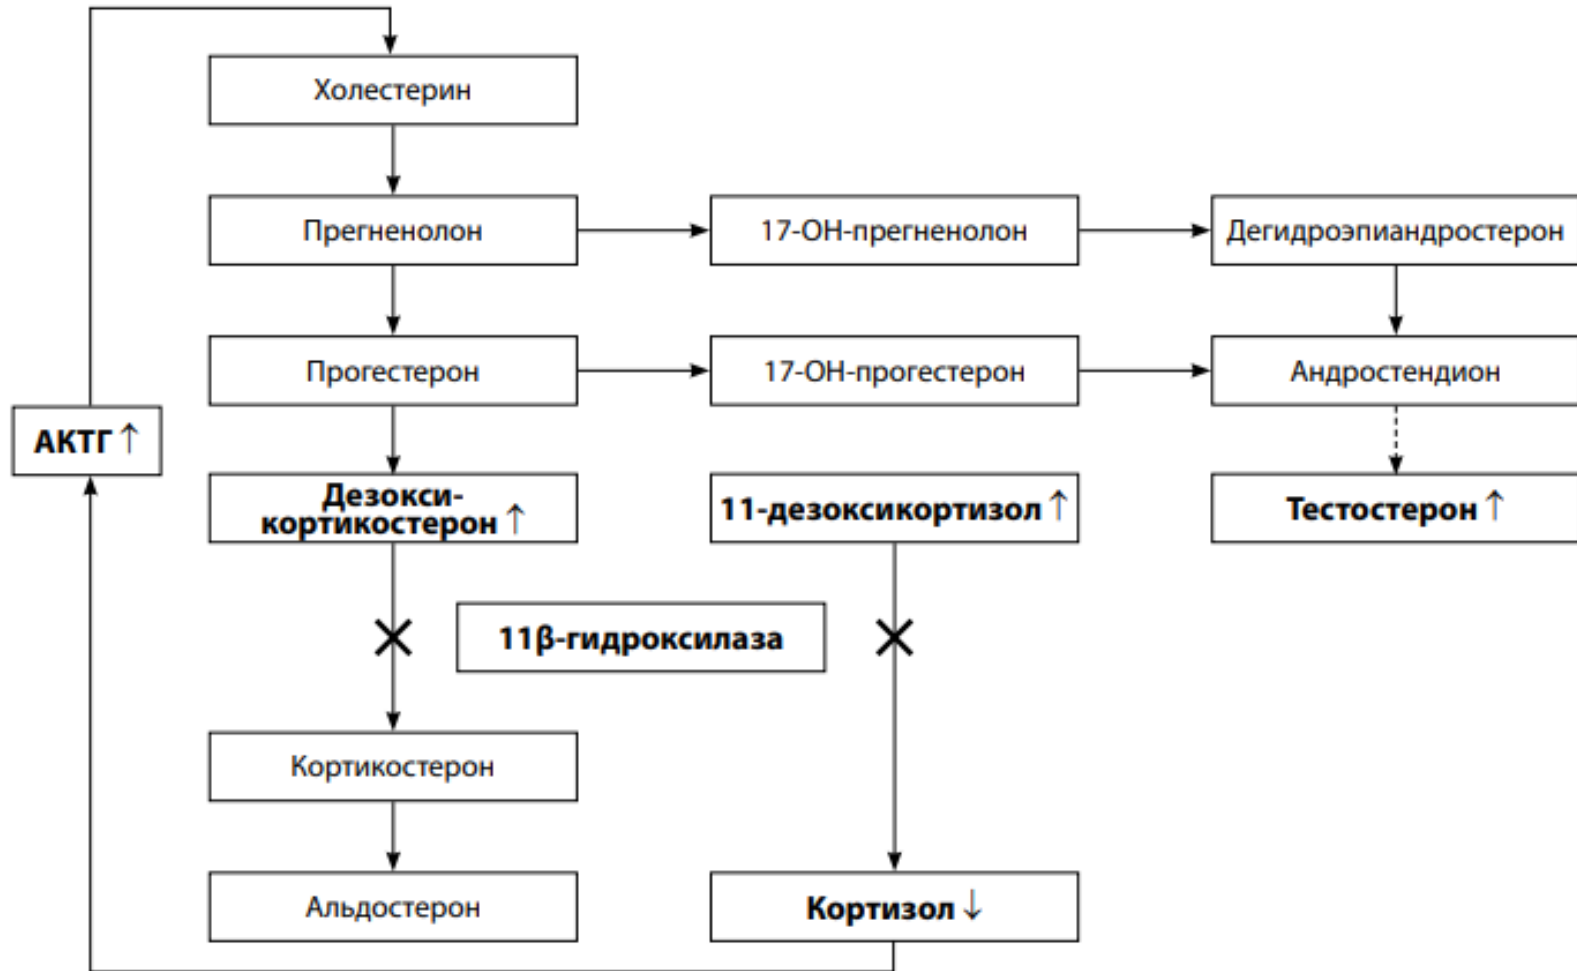 Холестерин
Прегненолон
17-ОН-прегненолон
Дегидроэпиандростерон
Прогестерон
17-ОН-прогестерон
Андростендион
АКТГ ↑
Дезокси-
кортикостерон ↑
11-дезоксикортизол ↑
Тестостерон ↑
11β-гидроксилаза
Кортикостерон
Альдостерон
Кортизол ↓